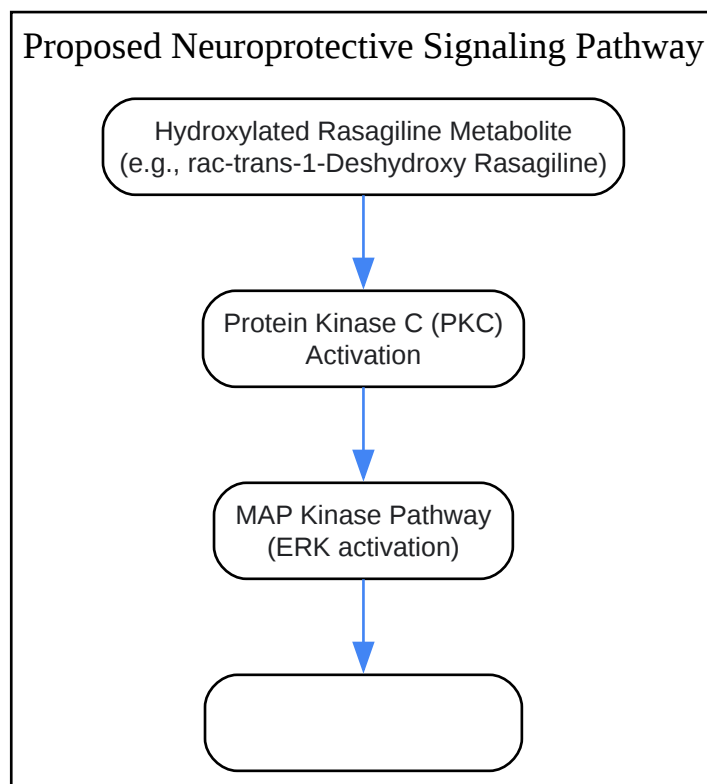 Proposed Neuroprotective Signaling Pathway
Hydroxylated Rasagiline Metabolite
(e.g., rac-trans-1-Deshydroxy Rasagiline)
Protein Kinase C (PKC)
Activation
MAP Kinase Pathway
(ERK activation)